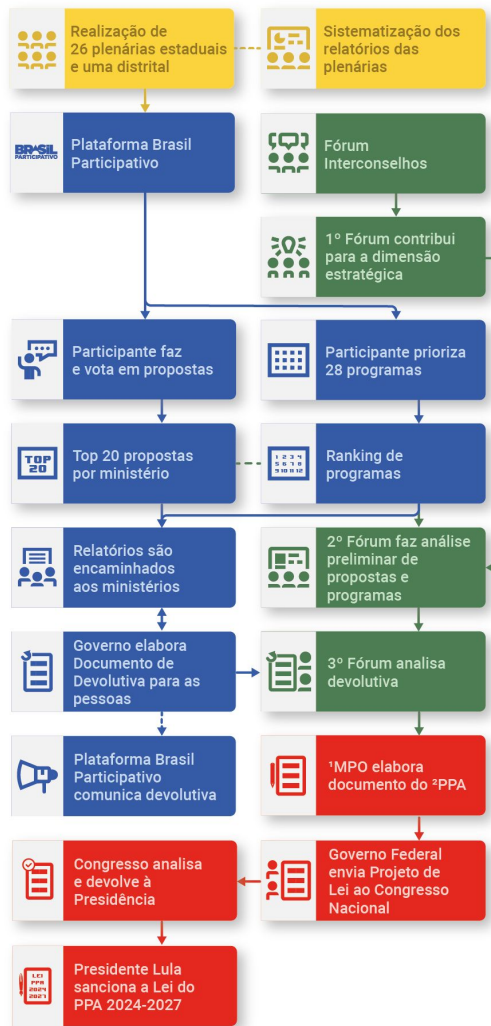 Realização de
26 plenárias estaduais
e uma distrital
Sistematização dos
relatórios das
plenárias
BRASIL
PARTICIPATIVO
Plataforma Brasil
Participativo
Fórum
Interconselhos
1º Fórum contribui
para a dimensão
estratégica
Participante faz
e vota em propostas
Participante prioriza
28 programas
TOP
20
Top 20 propostas
por ministério
1 2 3 4
5 6 7 8
9 10 11 12
Ranking de
programas
Relatórios são
encaminhados
aos ministérios
2º Fórum faz análise
preliminar de
propostas e
programas
Governo elabora
Documento de
Devolutiva para as
pessoas
3º Fórum analisa
devolutiva
Plataforma Brasil
Participativo
comunica devolutiva
¹MPO elabora
documento do ²PPA
Congresso analisa
e devolve à
Presidência
Governo Federal
envia Projeto de
Lei ao Congresso
Nacional
LEI
PPA
2024
2027
Presidente Lula
sanciona a Lei do
PPA 2024-2027